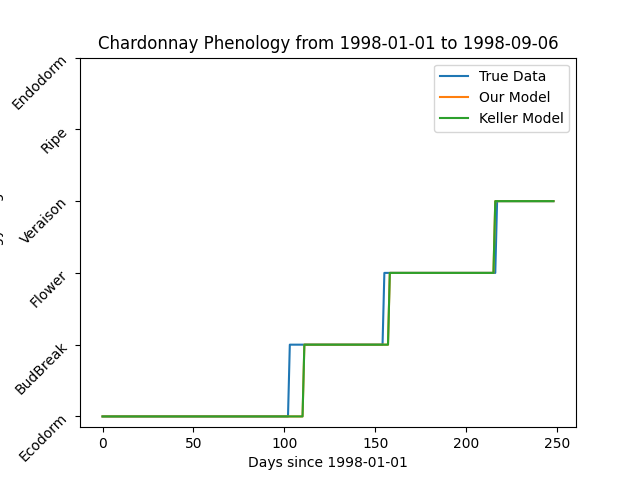 Chardonnay Phenology from 1998-01-01 to 1998-09-06
True Data
Our Model
Keller Model
Endodorm
Ripe
Veraison
Flower
BudBreak
Ecodorm
0 50 100 150 200 250
Days since 1998-01-01